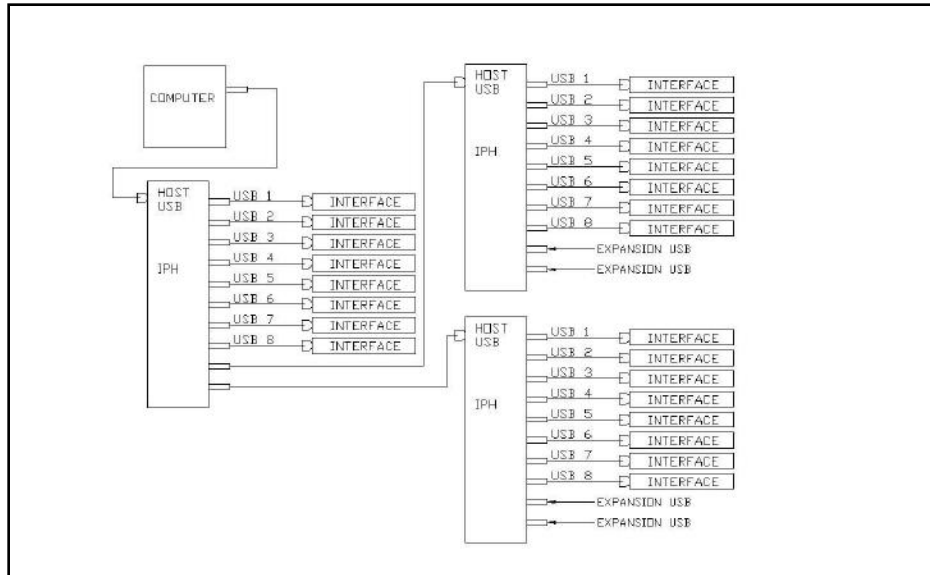 COMPUTER
HOST
USB
IPH
USB 1 INTERFACE
USB 2 INTERFACE
USB 3 INTERFACE
USB 4 INTERFACE
USB 5 INTERFACE
USB 6 INTERFACE
USB 7 INTERFACE
USB 8 INTERFACE
HOST
USB
IPH
USB 1 INTERFACE
USB 2 INTERFACE
USB 3 INTERFACE
USB 4 INTERFACE
USB 5 INTERFACE
USB 6 INTERFACE
USB 7 INTERFACE
USB 8 INTERFACE
EXPANSION USB
EXPANSION USB
HOST
USB
IPH
USB 1 INTERFACE
USB 2 INTERFACE
USB 3 INTERFACE
USB 4 INTERFACE
USB 5 INTERFACE
USB 6 INTERFACE
USB 7 INTERFACE
USB 8 INTERFACE
EXPANSION USB
EXPANSION USB